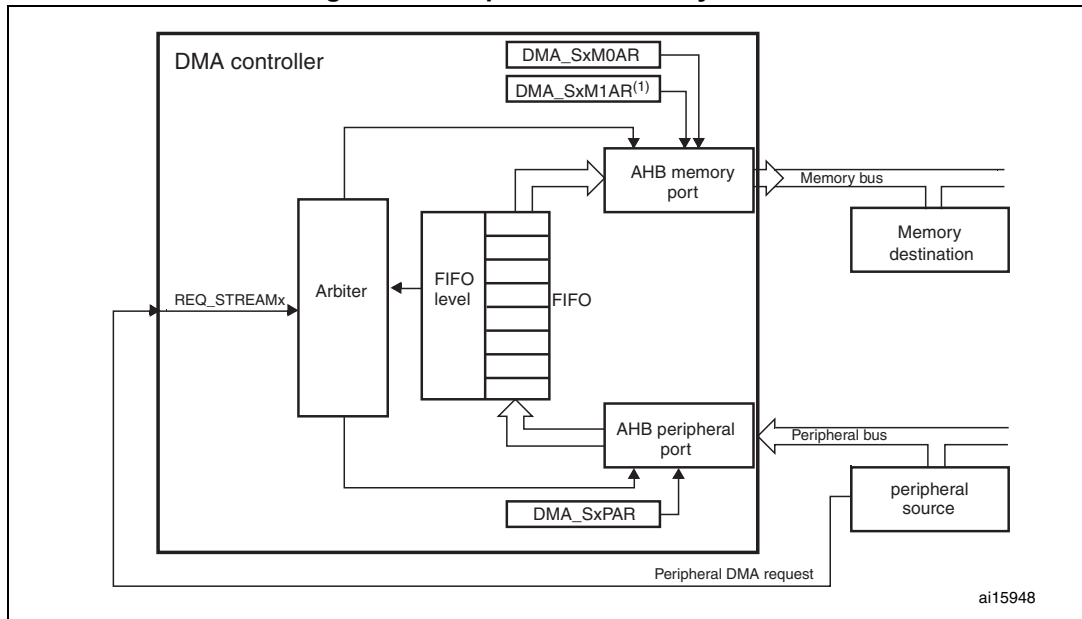 DMA controller
DMA_SxM0AR
DMA_SxM1AR(1)
AHB memory
port
Memory bus
Memory
destination
REQ_STREAMx
Arbiter
FIFO
level
FIFO
AHB peripheral
port
Peripheral bus
peripheral
source
DMA_SxPAR
Peripheral DMA request
ai15948